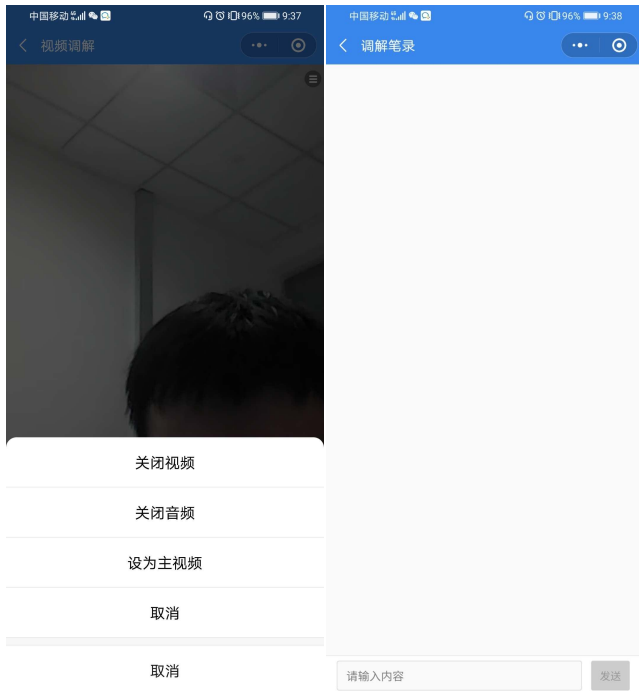 中国移动 96% 9:37
视频调解
关闭视频
关闭音频
设为主视频
取消
取消
中国移动 96% 9:38
调解笔录
请输入内容
发送